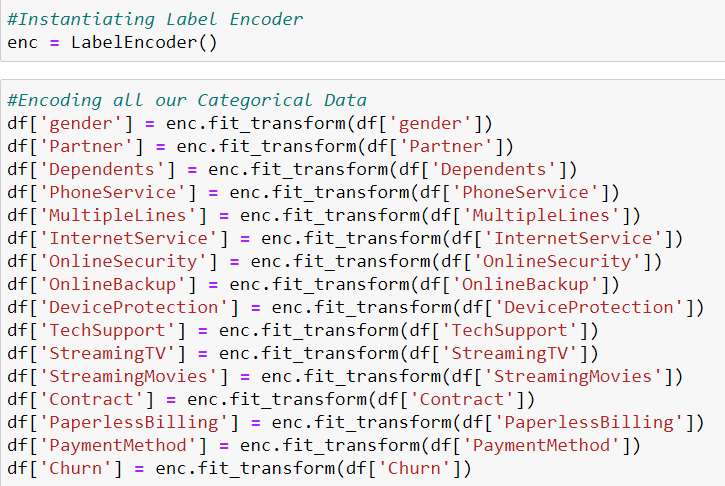 #Instantiating Label Encoder
enc = LabelEncoder()
#Encoding all our Categorical Data
df['gender'] = enc.fit_transform(df['gender'])
df['Partner'] = enc.fit_transform(df['Partner'])
df['Dependents'] = enc.fit_transform(df['Dependents'])
df['PhoneService'] = enc.fit_transform(df['PhoneService'])
df['MultipleLines'] = enc.fit_transform(df['MultipleLines'])
df['InternetService'] = enc.fit_transform(df['InternetService'])
df['OnlineSecurity'] = enc.fit_transform(df['OnlineSecurity'])
df['OnlineBackup'] = enc.fit_transform(df['OnlineBackup'])
df['DeviceProtection'] = enc.fit_transform(df['DeviceProtection'])
df['TechSupport'] = enc.fit_transform(df['TechSupport'])
df['StreamingTV'] = enc.fit_transform(df['StreamingTV'])
df['StreamingMovies'] = enc.fit_transform(df['StreamingMovies'])
df['Contract'] = enc.fit_transform(df['Contract'])
df['PaperlessBilling'] = enc.fit_transform(df['PaperlessBilling'])
df['PaymentMethod'] = enc.fit_transform(df['PaymentMethod'])
df['Churn'] = enc.fit_transform(df['Churn'])